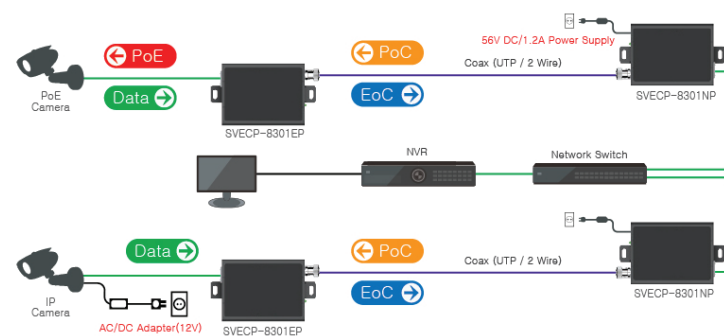 56V DC/1.2A Power Supply
PoE
PoC
Coax (UTP / 2 Wire)
PoE
Camera
Data
EoC
SVECP-8301EP
SVECP-8301NP
NVR
Network Switch
Data
PoC
Coax (UTP / 2 Wire)
IP
Camera
EoC
SVECP-8301NP
AC/DC Adapter(12V)
SVECP-8301EP